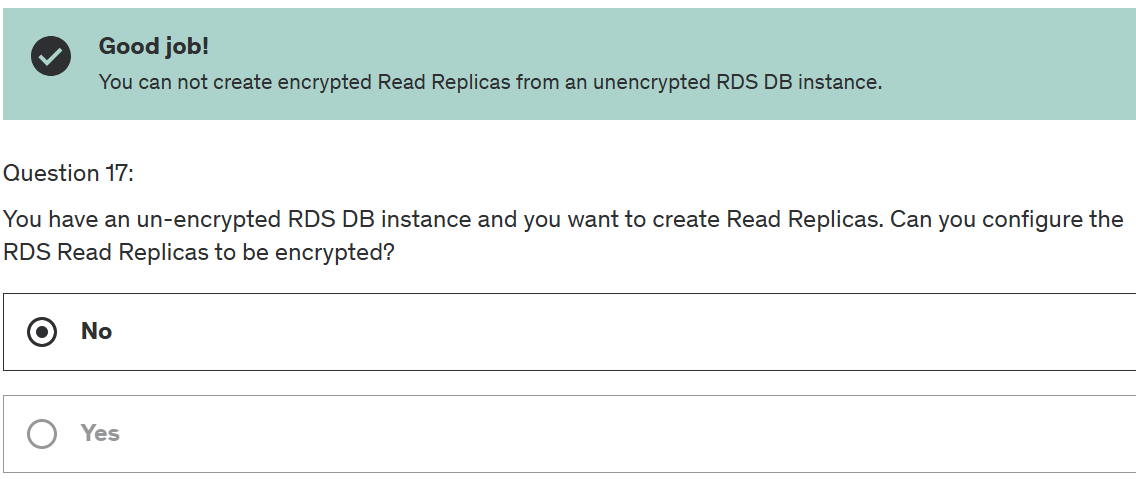 Good job!
You can not create encrypted Read Replicas from an unencrypted RDS DB instance.
Question 17:
You have an un-encrypted RDS DB instance and you want to create Read Replicas. Can you configure the
RDS Read Replicas to be encrypted?
No
Yes